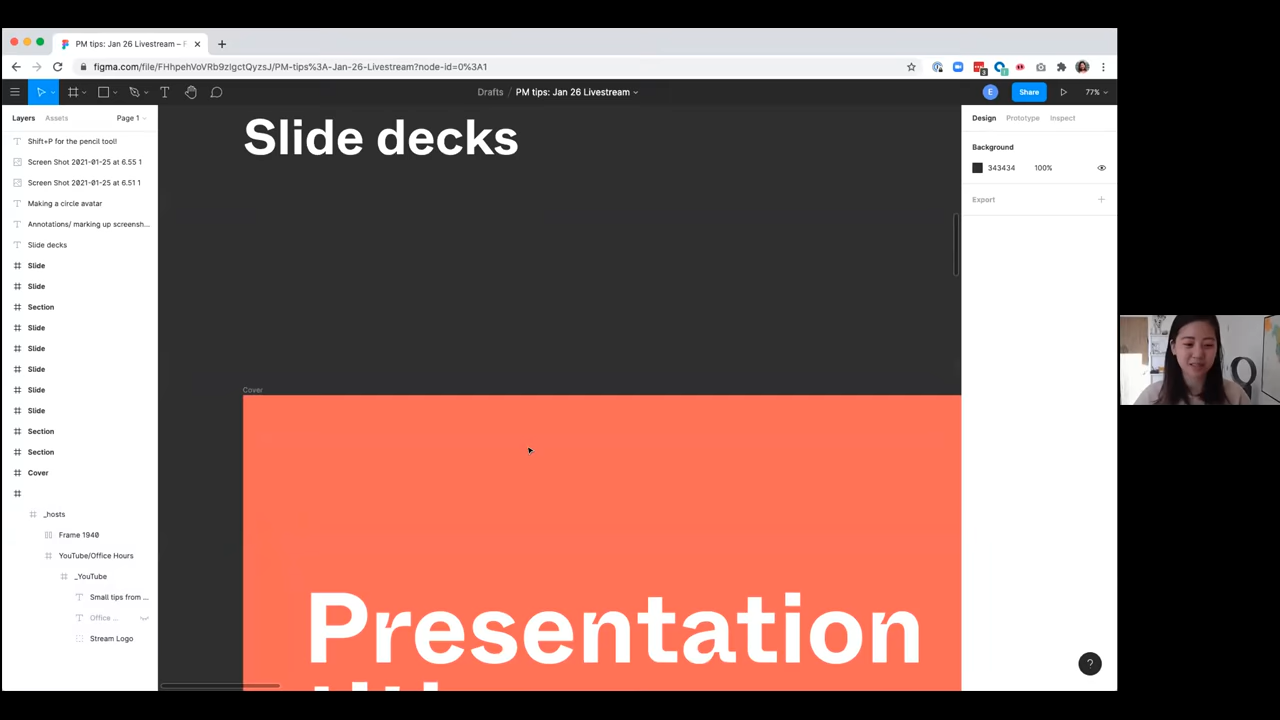 PM tips: Jan 26 Livestream – F
figma.com/file/FHhpehVoVRb9zIgctQyzsJ/PM-tips%3A-Jan-26-Livestream?node-id=0%3A1
Drafts / PM tips: Jan 26 Livestream
E
Share
77%
Layers
Assets
Page 1
Design
Prototype
Inspect
Shift+P for the pencil tool!
Screen Shot 2021-01-25 at 6.55 1
Screen Shot 2021-01-25 at 6.51 1
Making a circle avatar
Annotations/ marking up screensh...
Slide decks
Slide
Slide
Section
Slide
Slide
Slide
Slide
Slide
Section
Section
Cover
_hosts
Frame 1940
YouTube/Office Hours
_YouTube
Small tips from ...
Office ...
Stream Logo
Slide decks
Cover
Presentation
Background
343434
100%
Export
?